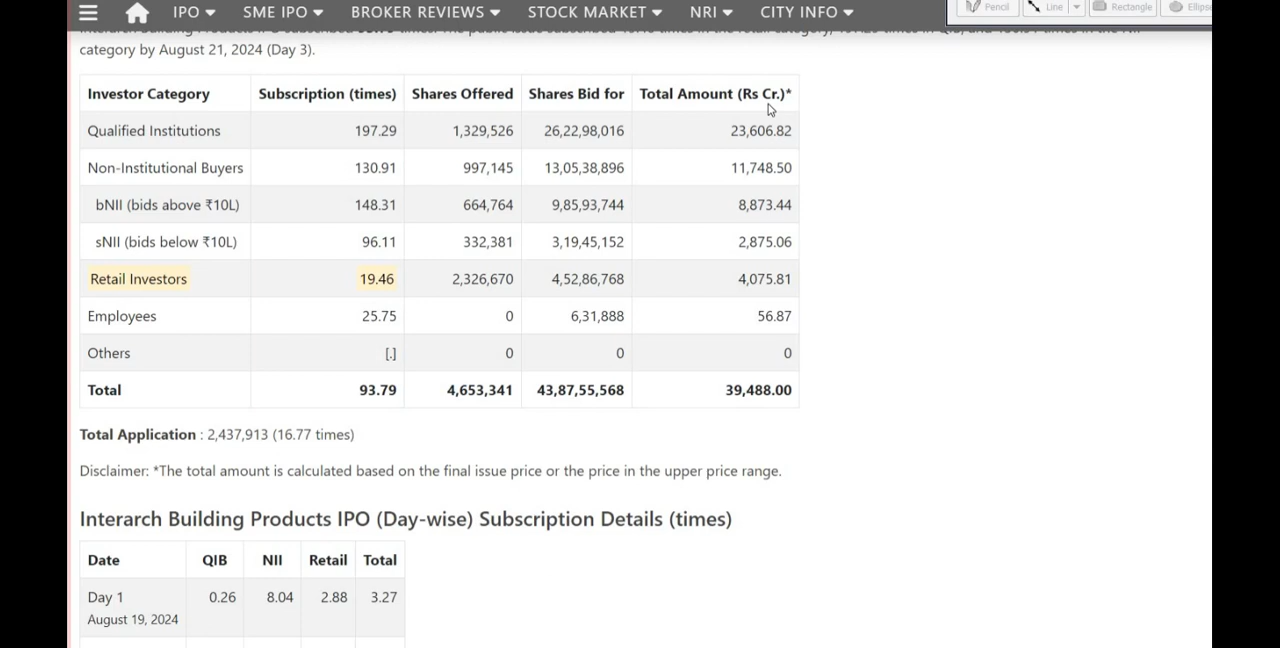 IPO SME IPO BROKER REVIEWS STOCK MARKET NRI CITY INFO
Pencil Line Rectangle
category by August 21, 2024 (Day 3).
Investor Category Subscription (times) Shares Offered Shares Bid for Total Amount (Rs Cr.)*
Qualified Institutions 197.29 1,329,526 26,22,98,016 23,606.82
Non-Institutional Buyers 130.91 997,145 13,05,38,896 11,748.50
bNII (bids above ₹10L) 148.31 664,764 9,85,93,744 8,873.44
sNII (bids below ₹10L) 96.11 332,381 3,19,45,152 2,875.06
Retail Investors 19.46 2,326,670 4,52,86,768 4,075.81
Employees 25.75 0 6,31,888 56.87
Others [.] 0 0 0
Total 93.79 4,653,341 43,87,55,568 39,488.00
Total Application : 2,437,913 (16.77 times)
Disclaimer: *The total amount is calculated based on the final issue price or the price in the upper price range.
Interarch Building Products IPO (Day-wise) Subscription Details (times)
Date QIB NII Retail Total
Day 1 0.26 8.04 2.88 3.27
August 19, 2024